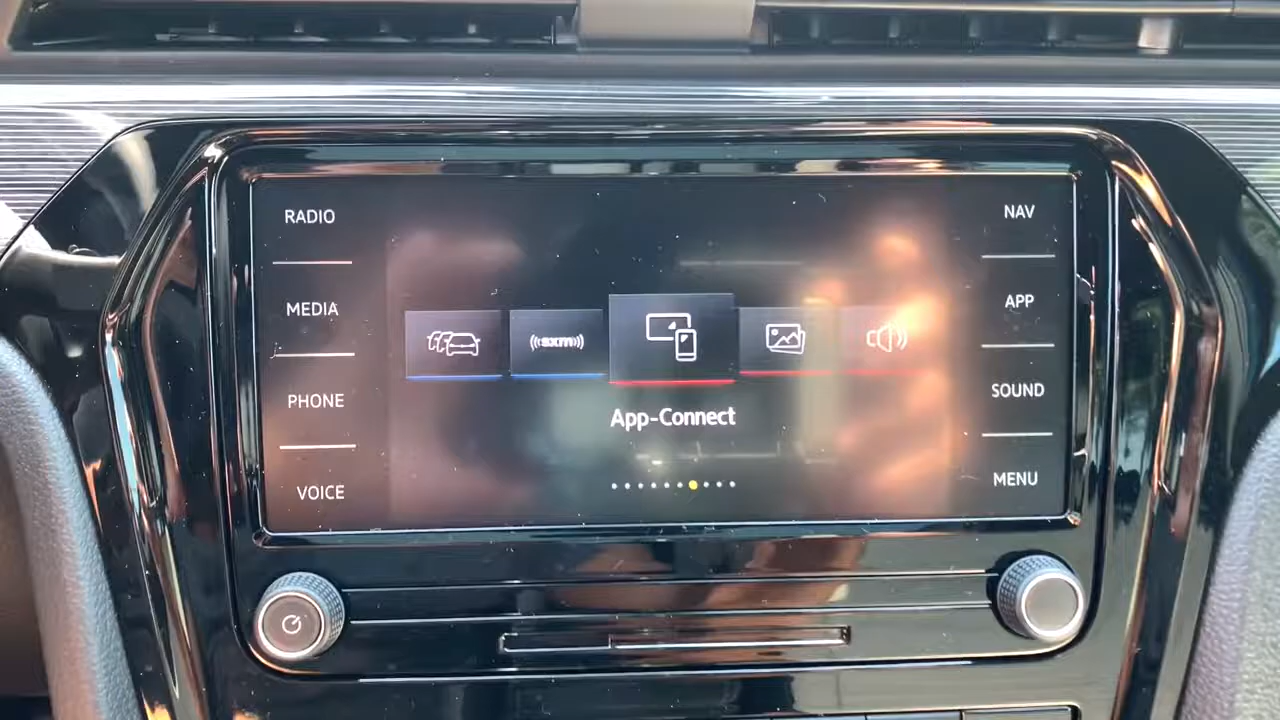 RADIO
MEDIA
PHONE
VOICE
sxm
App-Connect
NAV
APP
SOUND
MENU